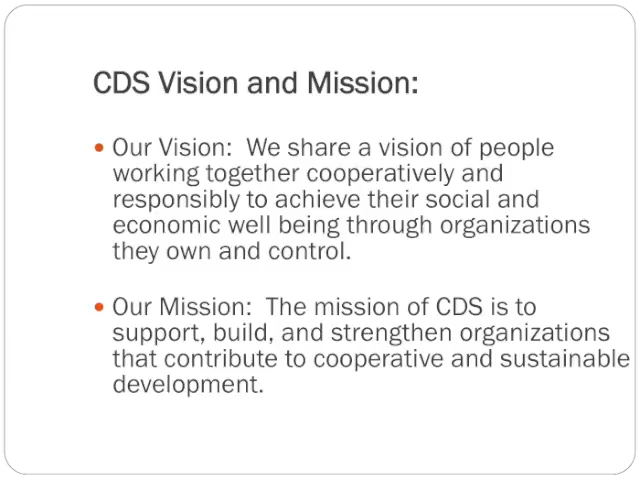 CDS Vision and Mission:
• Our Vision:  We share a vision of people
working together cooperatively and
responsibly to achieve their social and
economic well being through organizations
they own and control.
• Our Mission:  The mission of CDS is to
support, build, and strengthen organizations
that contribute to cooperative and sustainable
development.